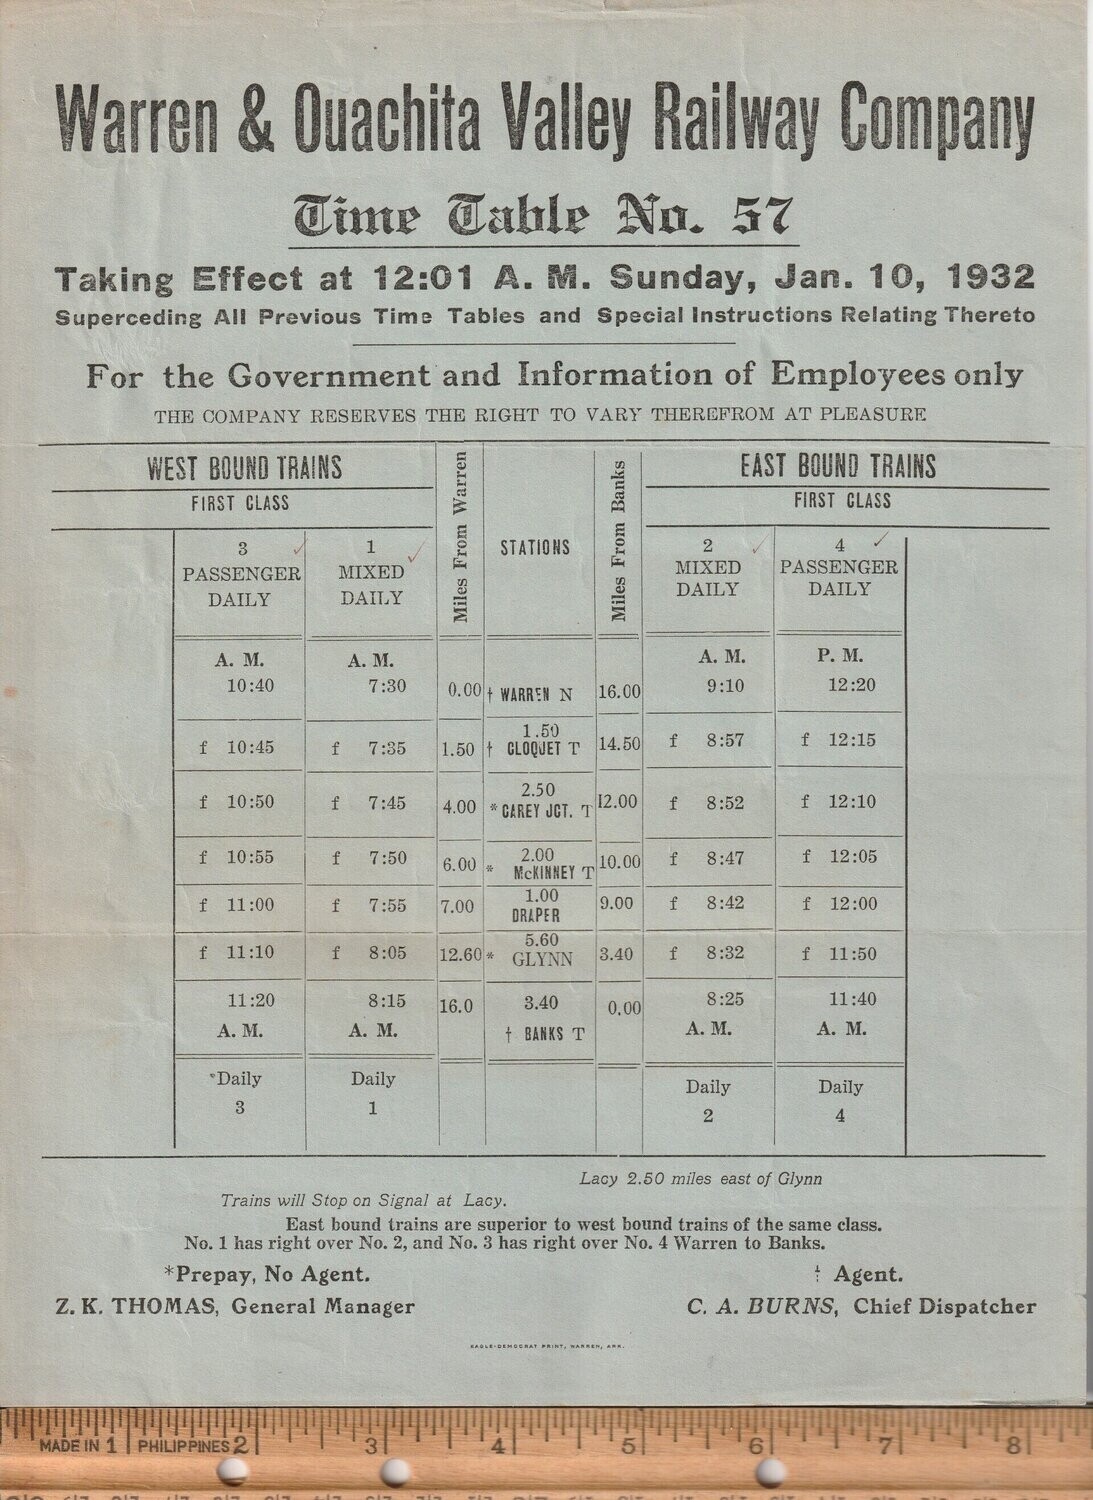 Warren & Ouachita Valley Railway Company
Time Table No. 57
Taking Effect at 12:01 A. M. Sunday, Jan. 10, 1932
Superceding All Previous Time Tables and Special Instructions Relating Thereto
For the Government and Information of Employees only
THE COMPANY RESERVES THE RIGHT TO VARY THEREFROM AT PLEASURE
WEST BOUND TRAINS Miles From Warren STATIONS Miles From Banks EAST BOUND TRAINS
FIRST CLASS FIRST CLASS
3 1 2 4
PASSENGER MIXED MIXED PASSENGER
DAILY DAILY DAILY DAILY
A. M. A. M. A. M. P. M.
10:40 7:30 0.00 † WARREN N 16.00 9:10 12:20
1.50
f 10:45 f 7:35 1.50 † CLOQUET T 14.50 f 8:57 f 12:15
2.50
f 10:50 f 7:45 4.00 * CAREY JCT. T 12.00 f 8:52 f 12:10
2.00
f 10:55 f 7:50 6.00 * McKINNEY T 10.00 f 8:47 f 12:05
1.00
f 11:00 f 7:55 7.00 DRAPER 9.00 f 8:42 f 12:00
5.60
f 11:10 f 8:05 12.60 * GLYNN 3.40 f 8:32 f 11:50
11:20 8:15 16.0 3.40 0.00 8:25 11:40
A. M. A. M. † BANKS T A. M. A. M.
Daily Daily Daily Daily
3 1 2 4
Lacy 2.50 miles east of Glynn
Trains will Stop on Signal at Lacy.
East bound trains are superior to west bound trains of the same class.
No. 1 has right over No. 2, and No. 3 has right over No. 4 Warren to Banks.
*Prepay, No Agent. † Agent.
Z. K. THOMAS, General Manager C. A. BURNS, Chief Dispatcher
EAGLE-DEMOCRAT PRINT, WARREN, ARK.
MADE IN 1 PHILIPPINES 2 3 4 5 6 7 8